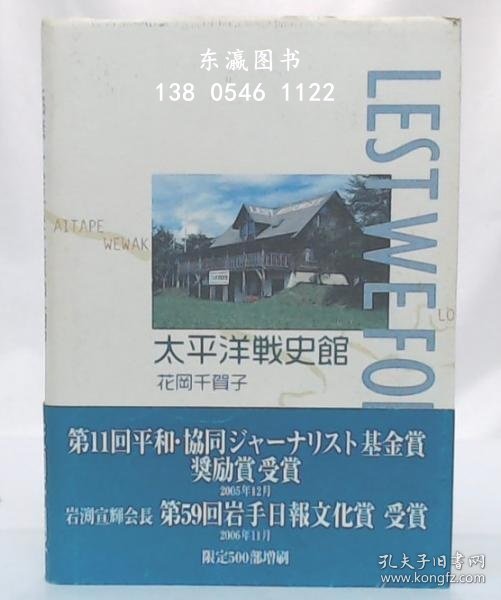 东瀛图书
138 0546 1122
LEST WE FO
AITAPE
WEWAK
LO
LEST WE FORGET
太平洋戦史館
花岡千賀子
第11回平和・協同ジャーナリスト基金賞
奨励賞受賞
2005年12月
岩渕宣輝会長 第59回岩手日報文化賞 受賞
2006年11月
限定500部増刷
孔夫子旧书网
www.kongfz.com